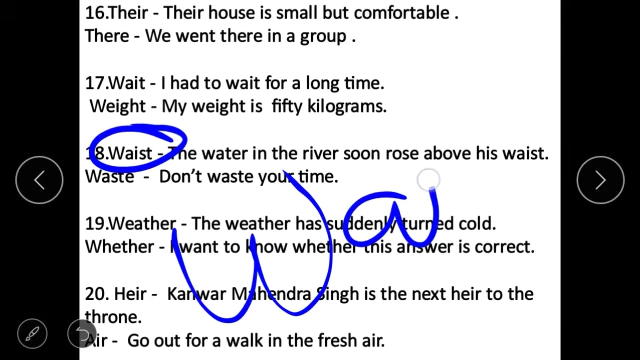 16.Their - Their house is small but comfortable .
There - We went there in a group .
17.Wait - I had to wait for a long time.
Weight - My weight is fifty kilograms.
18.Waist - The water in the river soon rose above his waist.
Waste - Don't waste your time.
19.Weather - The weather has suddenly turned cold.
Whether - I want to know whether this answer is correct.
20. Heir - Kanwar Mahendra Singh is the next heir to the
throne.
Air - Go out for a walk in the fresh air.